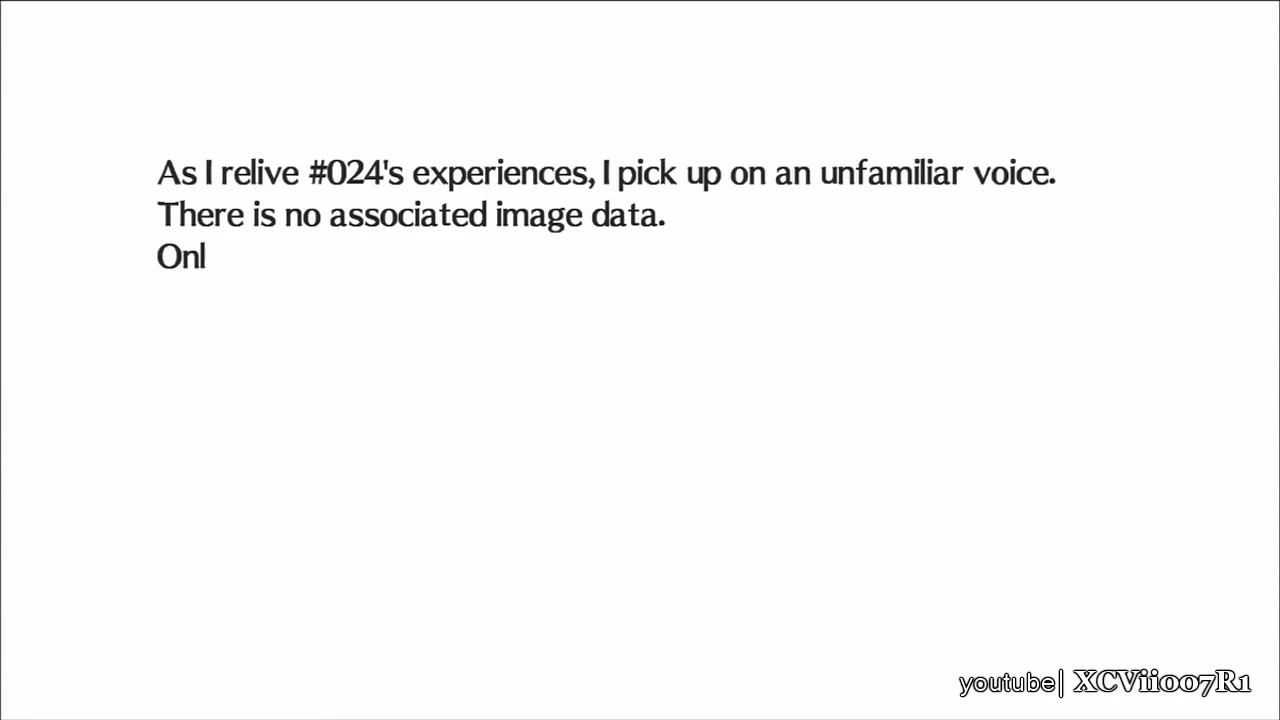 As I relive #024's experiences, I pick up on an unfamiliar voice.
There is no associated image data.
Onl
youtube| XCVii007R1